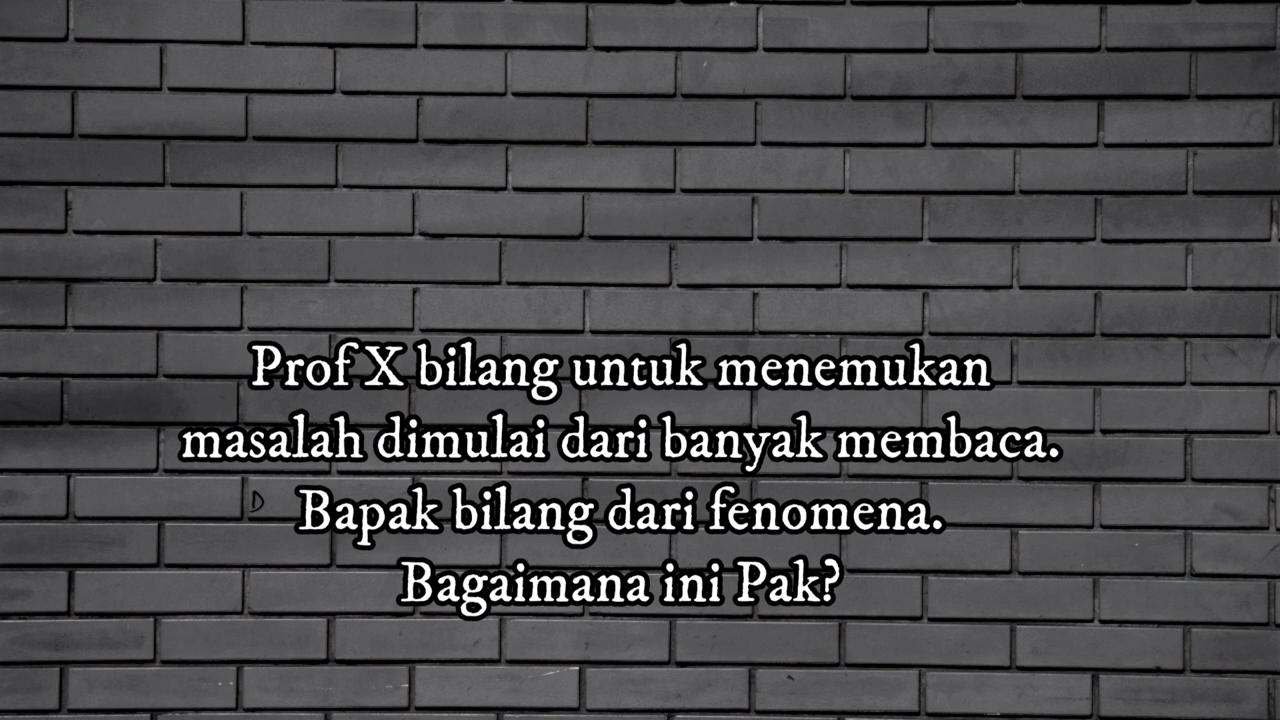 Prof X bilang untuk menemukan
masalah dimulai dari banyak membaca.
Bapak bilang dari fenomena.
Bagaimana ini Pak?